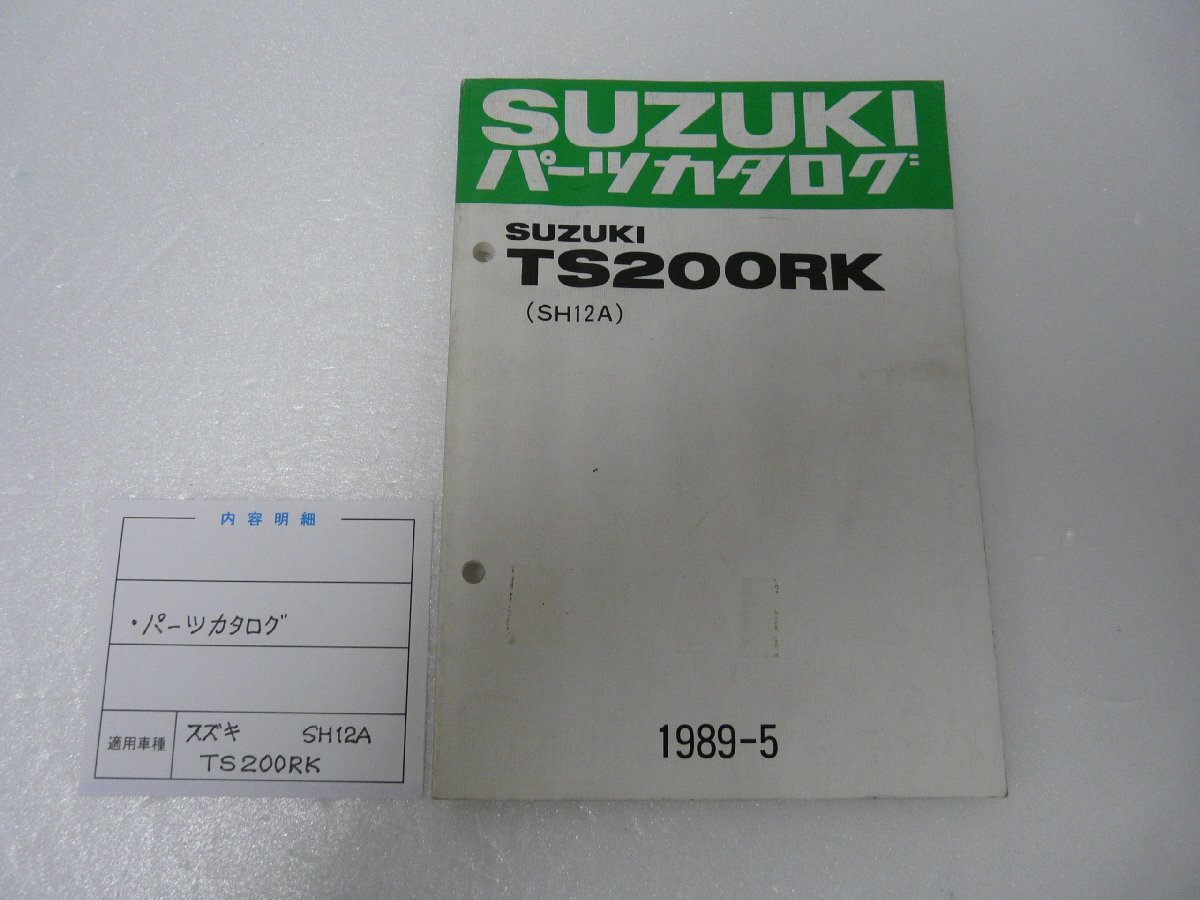 SUZUKI
パーツカタログ
SUZUKI
TS200RK
(SH12A)
1989-5
内容明細
・パーツカタログ
適用車種
スズキ SH12A
TS200RK